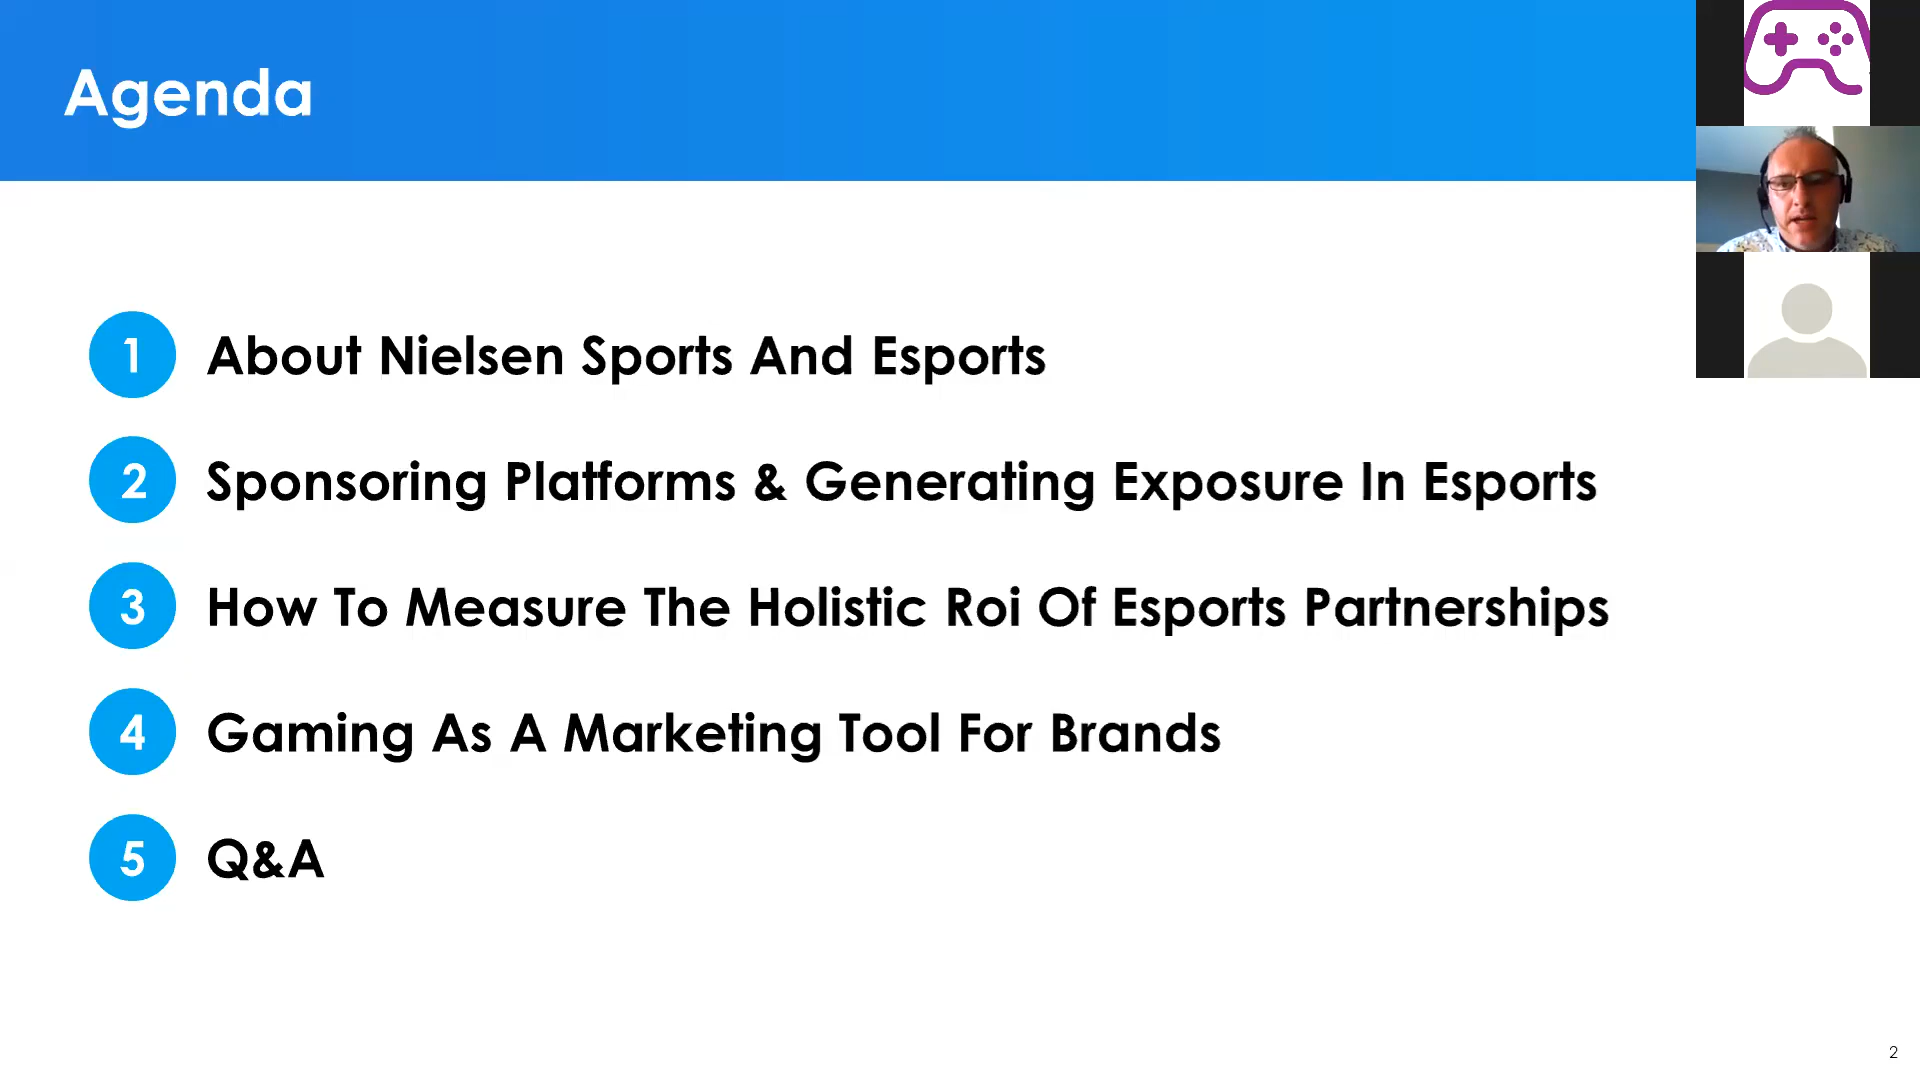 Agenda
1 About Nielsen Sports And Esports
2 Sponsoring Platforms & Generating Exposure In Esports
3 How To Measure The Holistic Roi Of Esports Partnerships
4 Gaming As A Marketing Tool For Brands
5 Q&A
2